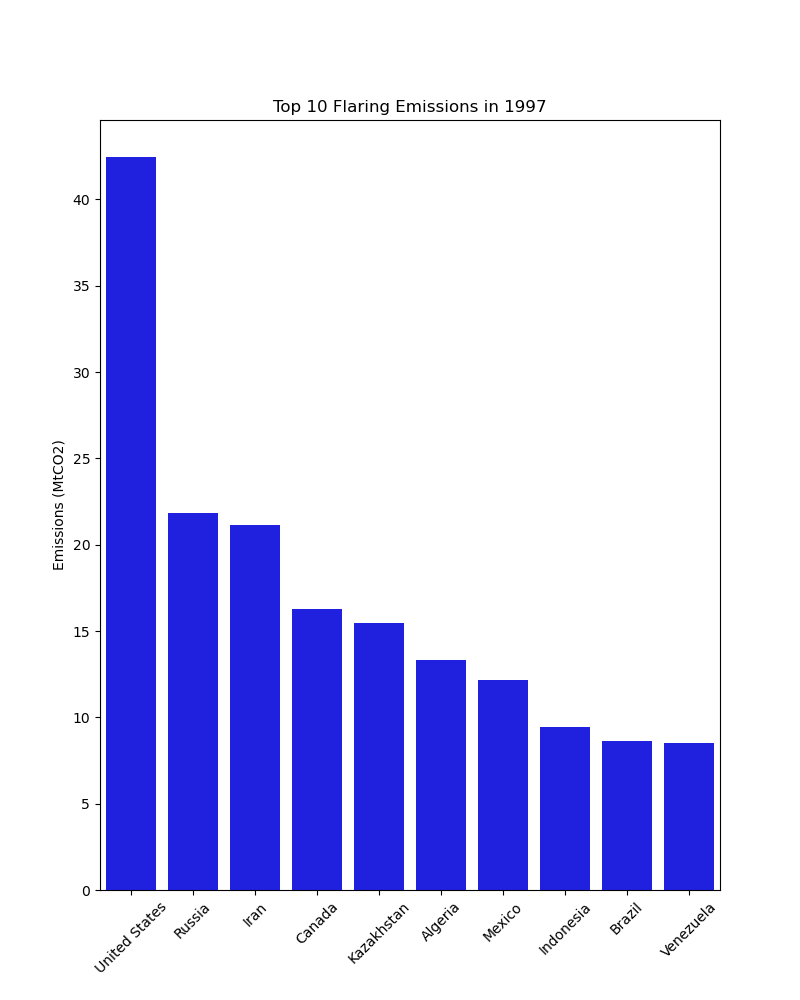 Top 10 Flaring Emissions in 1997
Emissions (MtCO2)
40
35
30
25
20
15
10
5
0
United States
Russia
Iran
Canada
Kazakhstan
Algeria
Mexico
Indonesia
Brazil
Venezuela